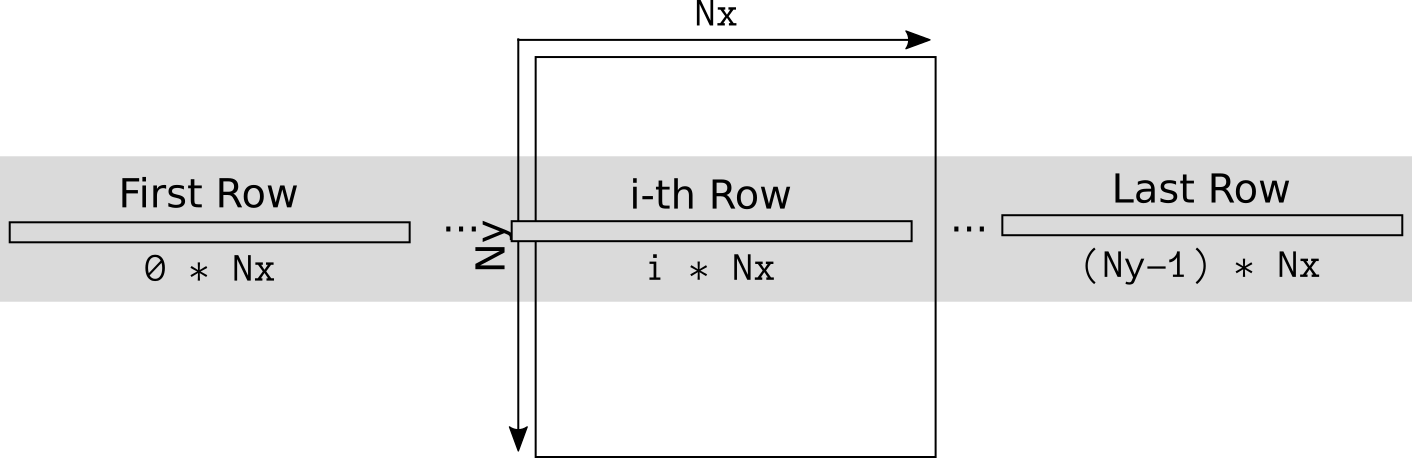 Nx
First Row
0 * Nx
...
Ny
i-th Row
i * Nx
...
Last Row
(Ny-1) * Nx